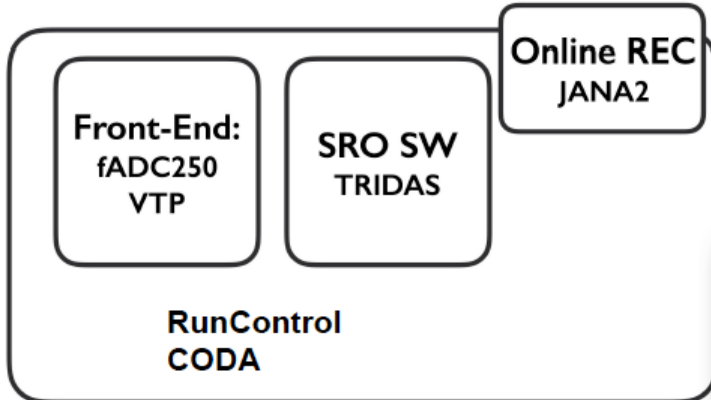 Front-End:
fADC250
VTP
SRO SW
TRIDAS
Online REC
JANA2
RunControl
CODA